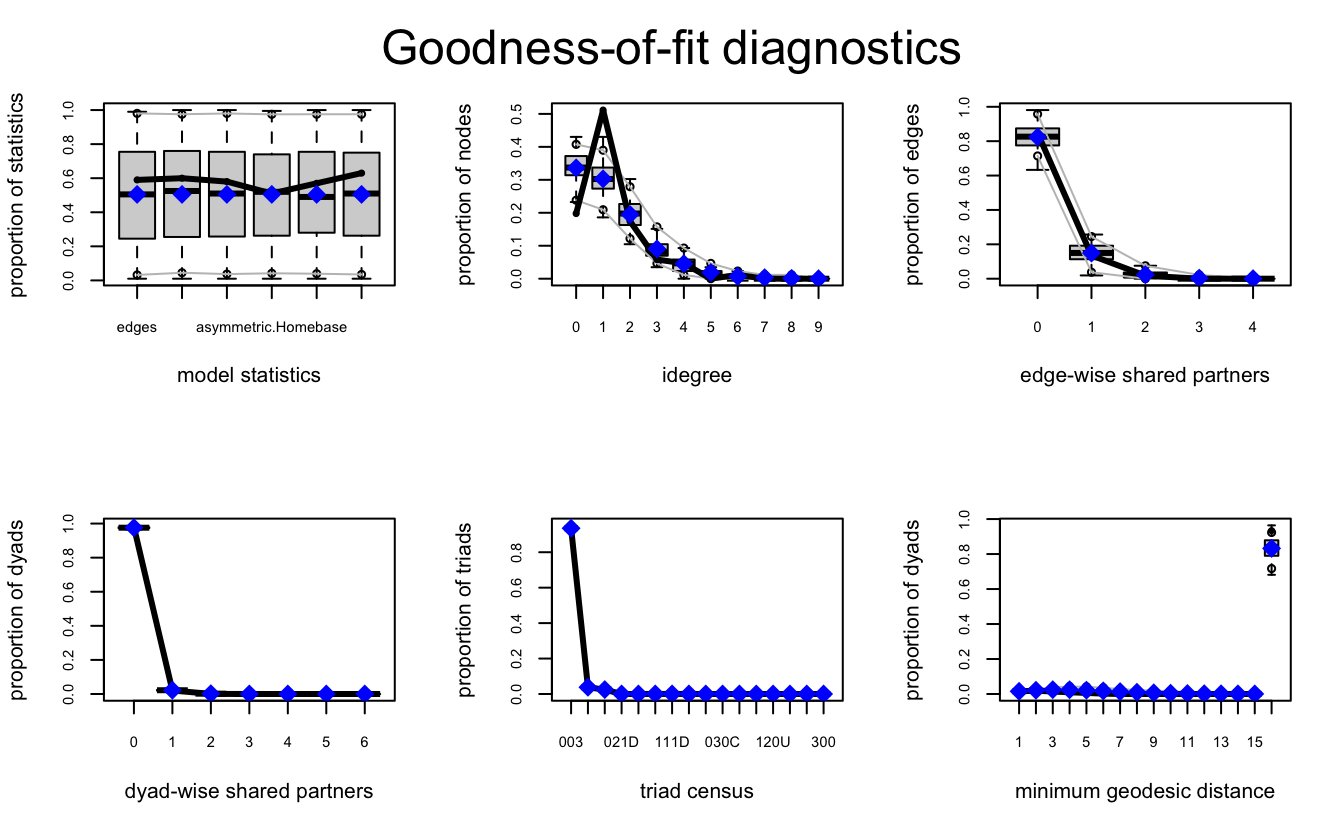 Goodness-of-fit diagnostics
proportion of statistics
0.0 0.2 0.4 0.6 0.8 1.0
edges asymmetric.Homebase
model statistics
proportion of nodes
0.0 0.1 0.2 0.3 0.4 0.5
0 1 2 3 4 5 6 7 8 9
idegree
proportion of edges
0.0 0.2 0.4 0.6 0.8 1.0
0 1 2 3 4
edge-wise shared partners
proportion of dyads
0.0 0.2 0.4 0.6 0.8 1.0
0 1 2 3 4 5 6
dyad-wise shared partners
proportion of triads
0.0 0.2 0.4 0.6 0.8
003 021D 111D 030C 120U 300
triad census
proportion of dyads
0.0 0.2 0.4 0.6 0.8 1.0
1 3 5 7 9 11 13 15
minimum geodesic distance